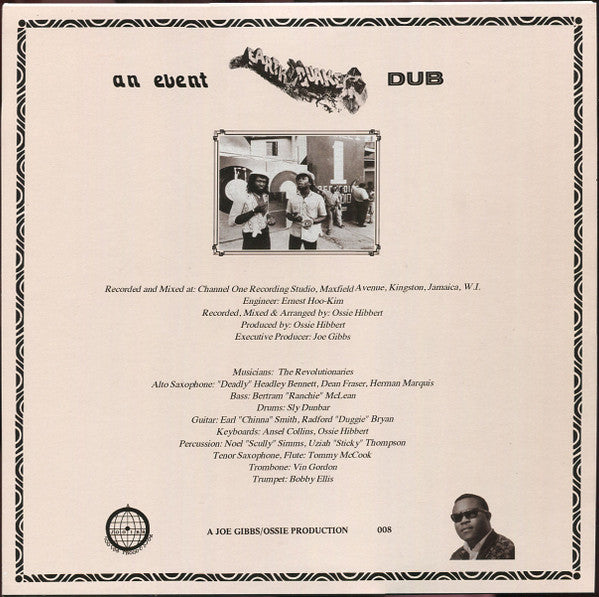 an event EARTHQUAKE DUB
Recorded and Mixed at: Channel One Recording Studio, Maxfield Avenue, Kingston, Jamaica, W.I.
Engineer: Ernest Hoo-Kim
Recorded, Mixed & Arranged by: Ossie Hibbert
Produced by: Ossie Hibbert
Executive Producer: Joe Gibbs
Musicians: The Revolutionaries
Alto Saxophone: "Deadly" Headley Bennett, Dean Fraser, Herman Marquis
Bass: Bertram "Ranchie" McLean
Drums: Sly Dunbar
Guitar: Earl "Chinna" Smith, Radford "Duggie" Bryan
Keyboards: Ansel Collins, Ossie Hibbert
Percussion: Noel "Scully" Simms, Uziah "Sticky" Thompson
Tenor Saxophone, Flute: Tommy McCook
Trombone: Vin Gordon
Trumpet: Bobby Ellis
A JOE GIBBS/OSSIE PRODUCTION 008